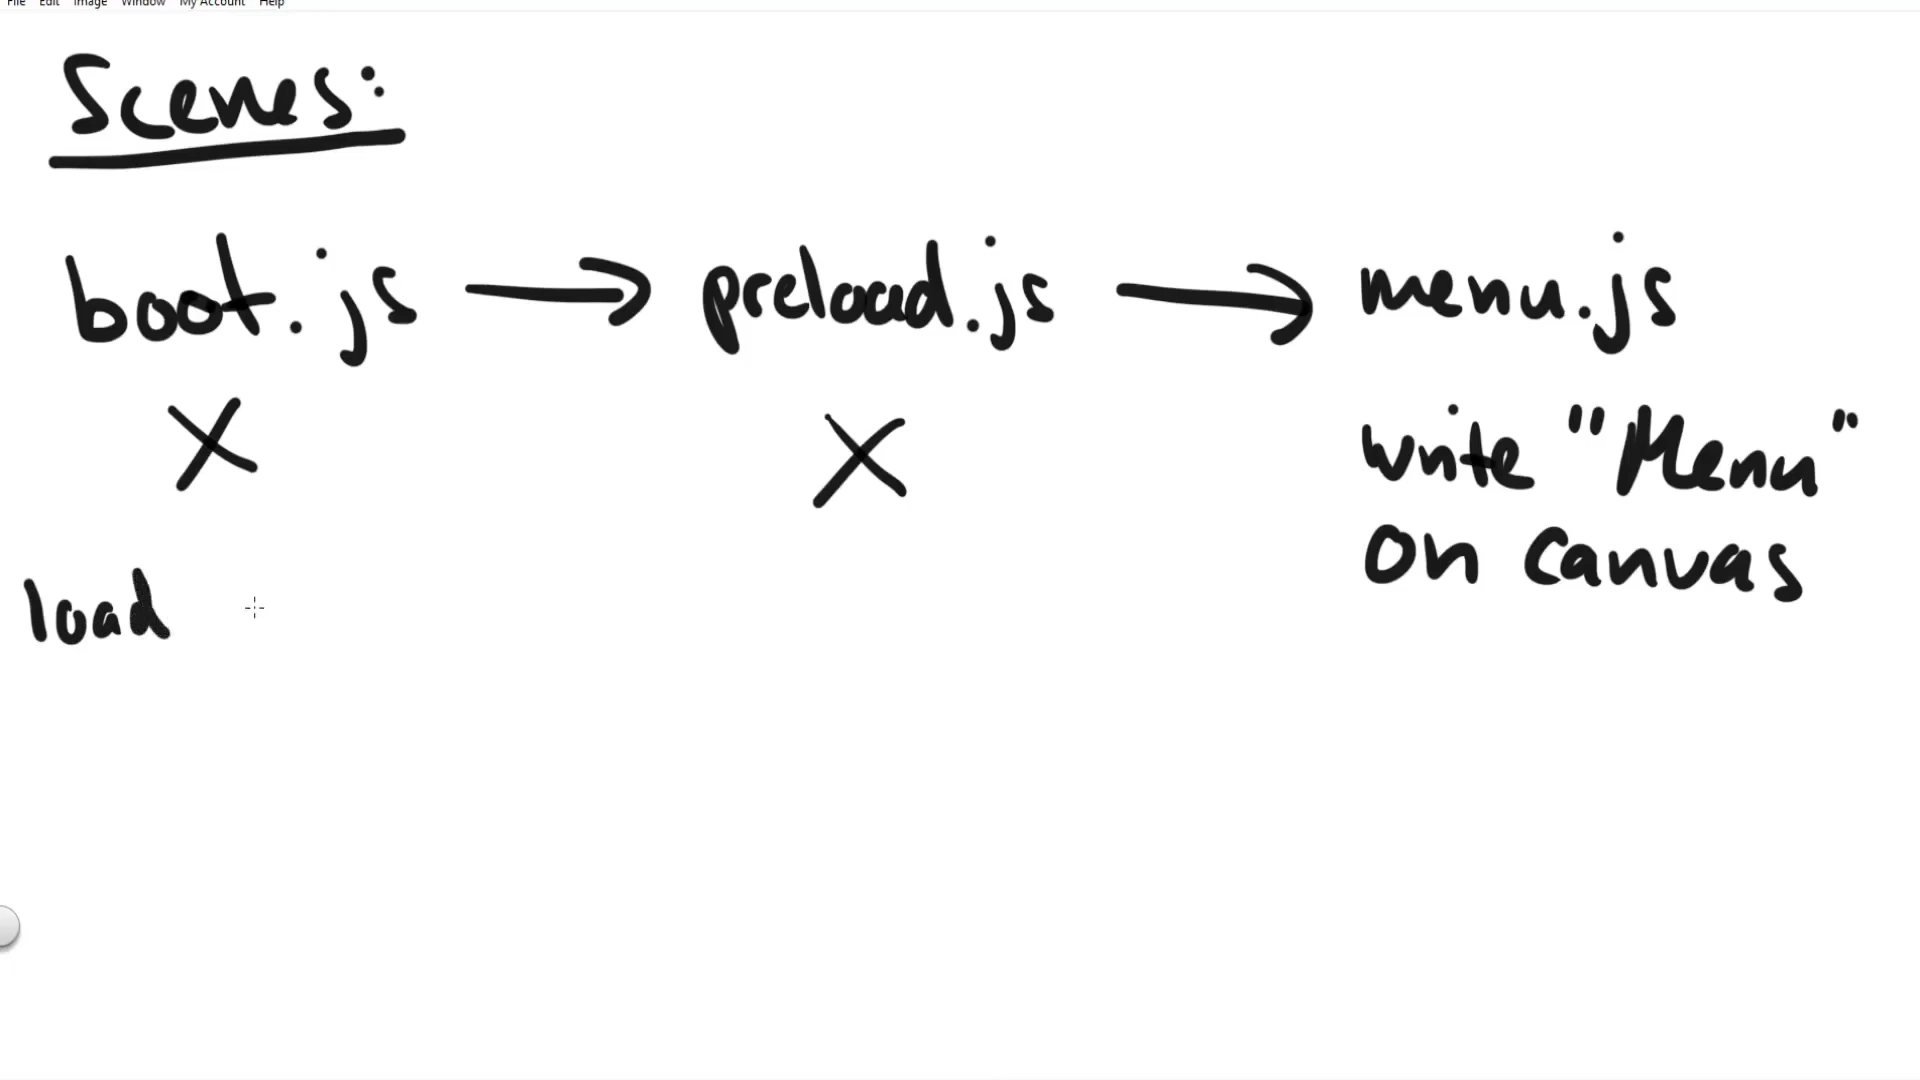 File Edit Image Window My Account Help
Scenes:
boot.js → preload.js → menu.js
X X write "Menu"
on canvas
load